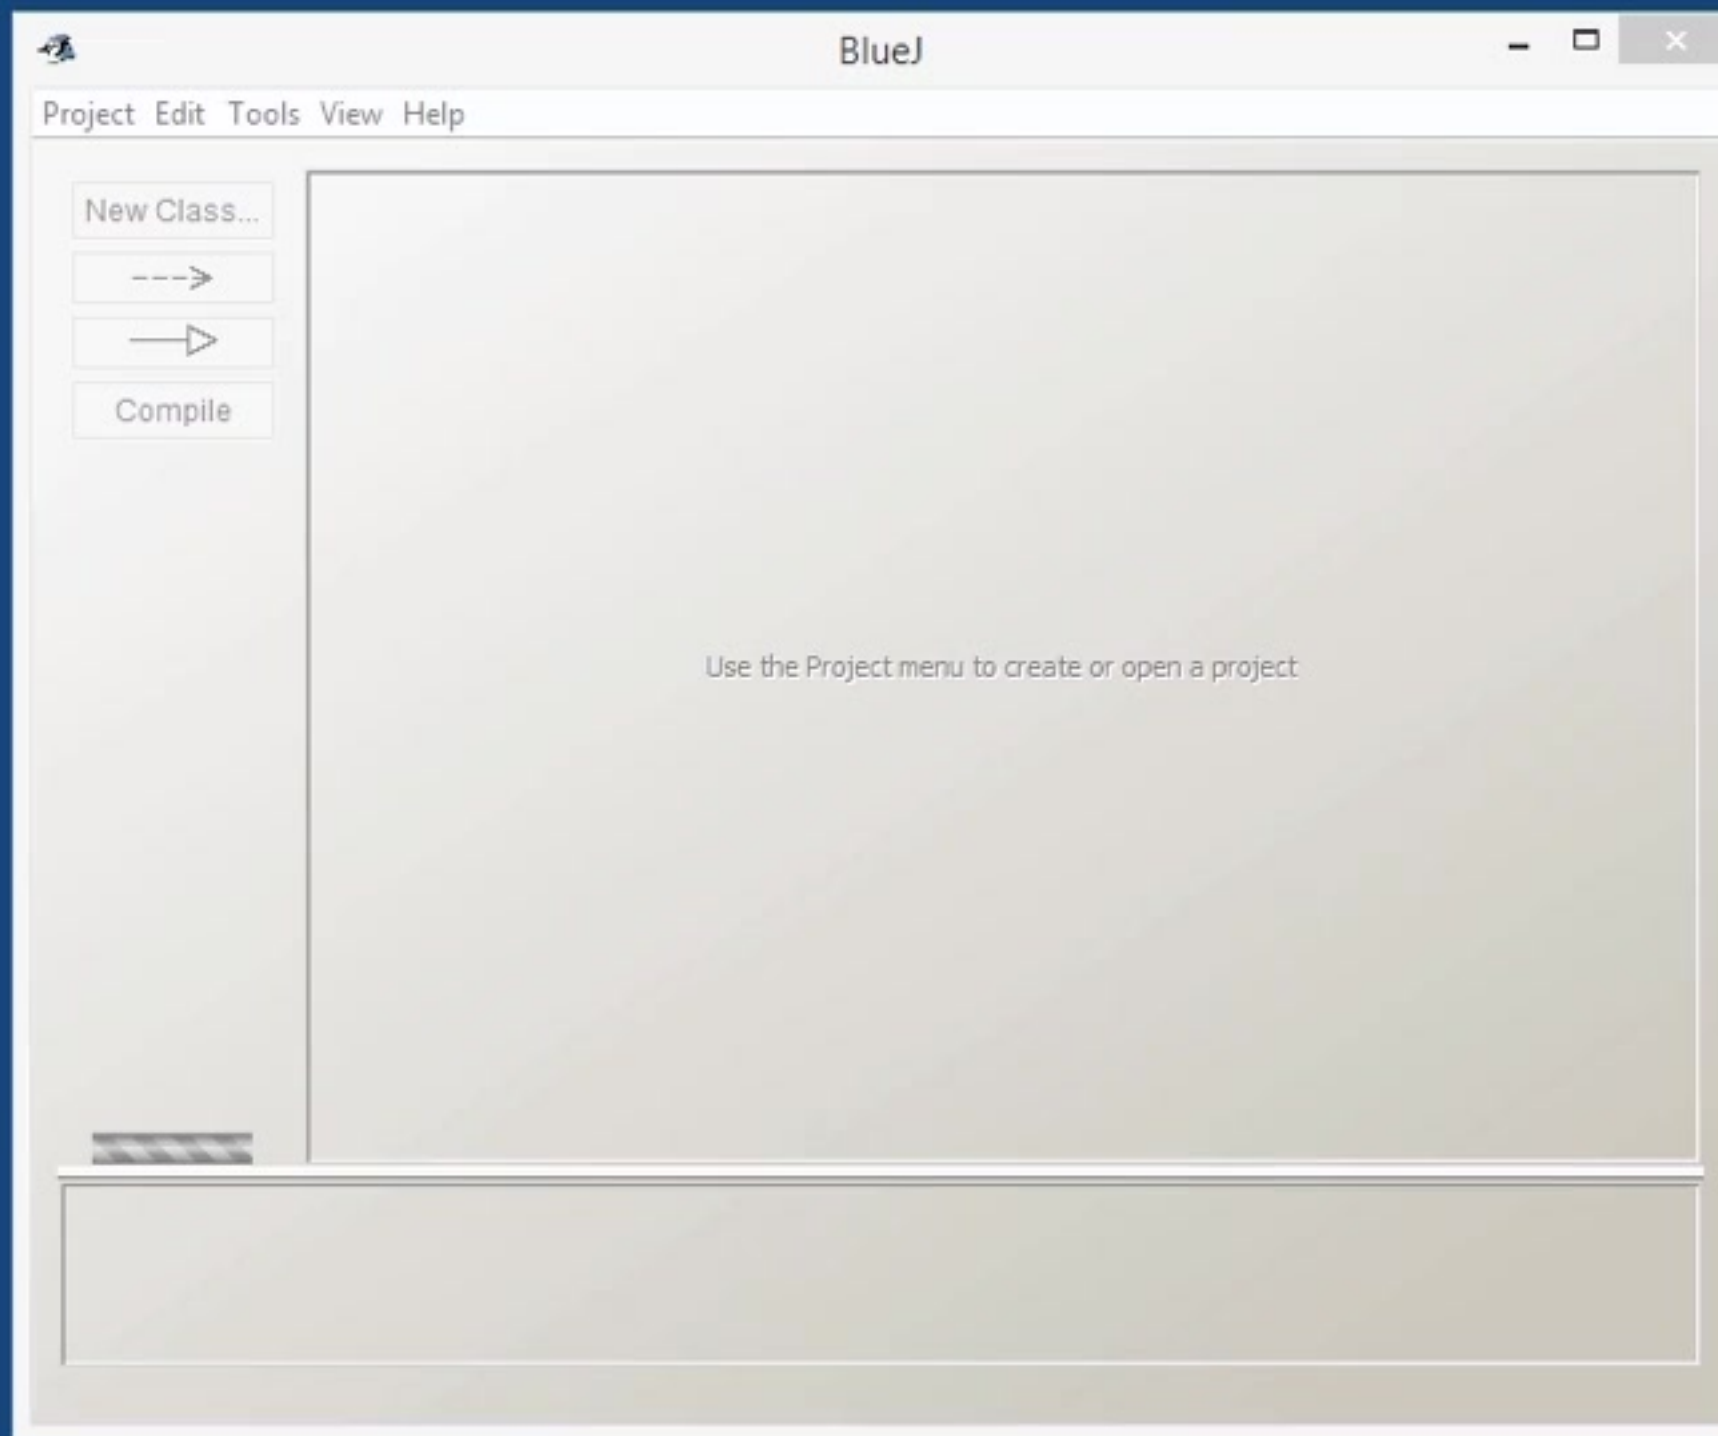 BlueJ
Project Edit Tools View Help
New Class...
Compile
Use the Project menu to create or open a project